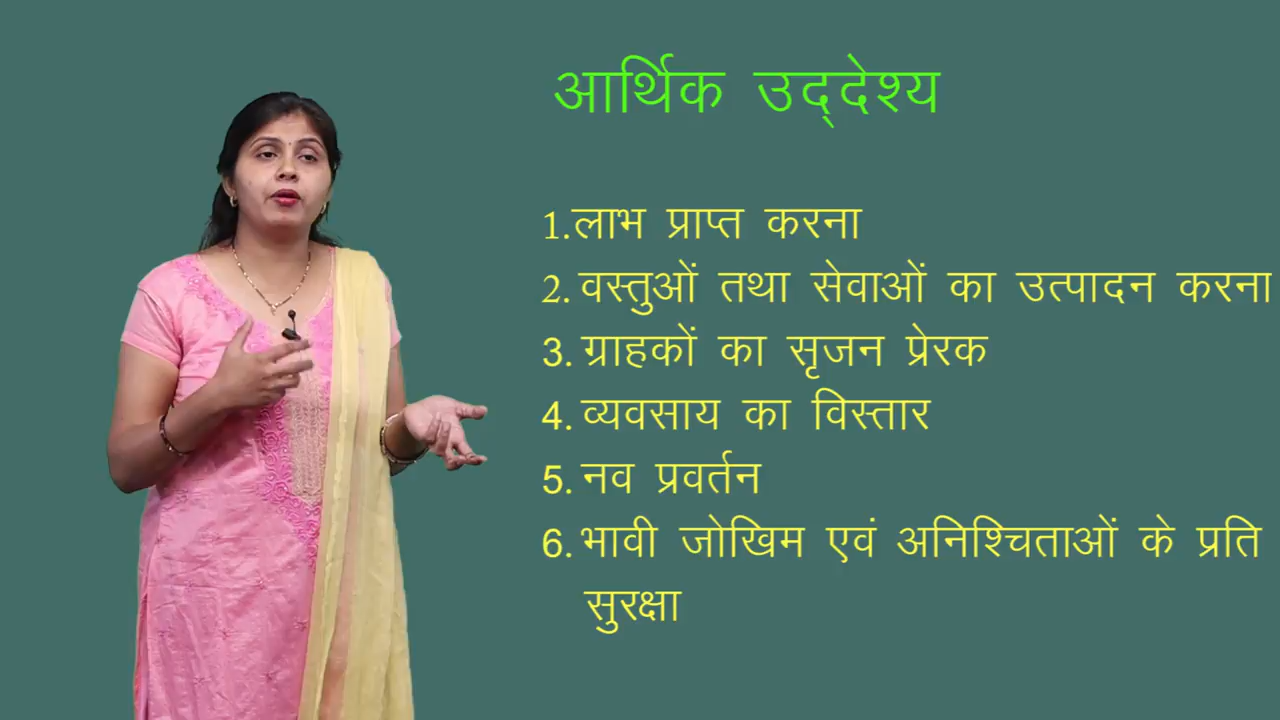 आर्थिक उद्‌देश्य
1.लाभ प्राप्त करना
2. वस्तुओं तथा सेवाओं का उत्पादन करना
3. ग्राहकों का सृजन प्रेरक
4. व्यवसाय का विस्तार
5. नव प्रवर्तन
6. भावी जोखिम एवं अनिश्चिताओं के प्रति
सुरक्षा